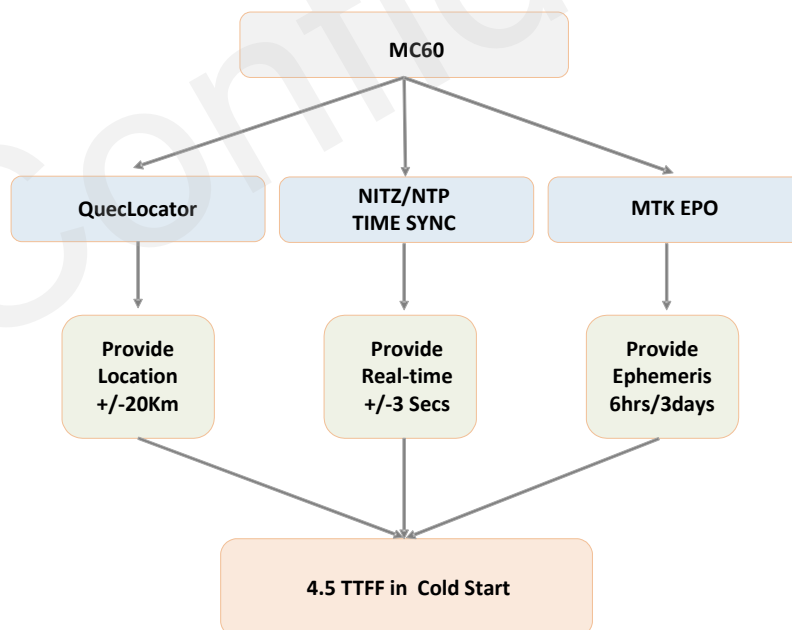 MC60
QuecLocator
NITZ/NTP
TIME SYNC
MTK EPO
Provide
Location
+/-20Km
Provide
Real-time
+/-3 Secs
Provide
Ephemeris
6hrs/3days
4.5 TTFF in Cold Start